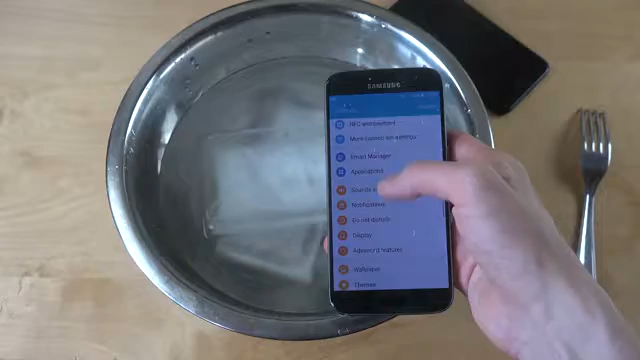 SAMSUNG
NFC and payment
More connection settings
Smart Manager
Applications
Sounds
Notifications
Do not disturb
Display
Advanced features
Wallpaper
Themes